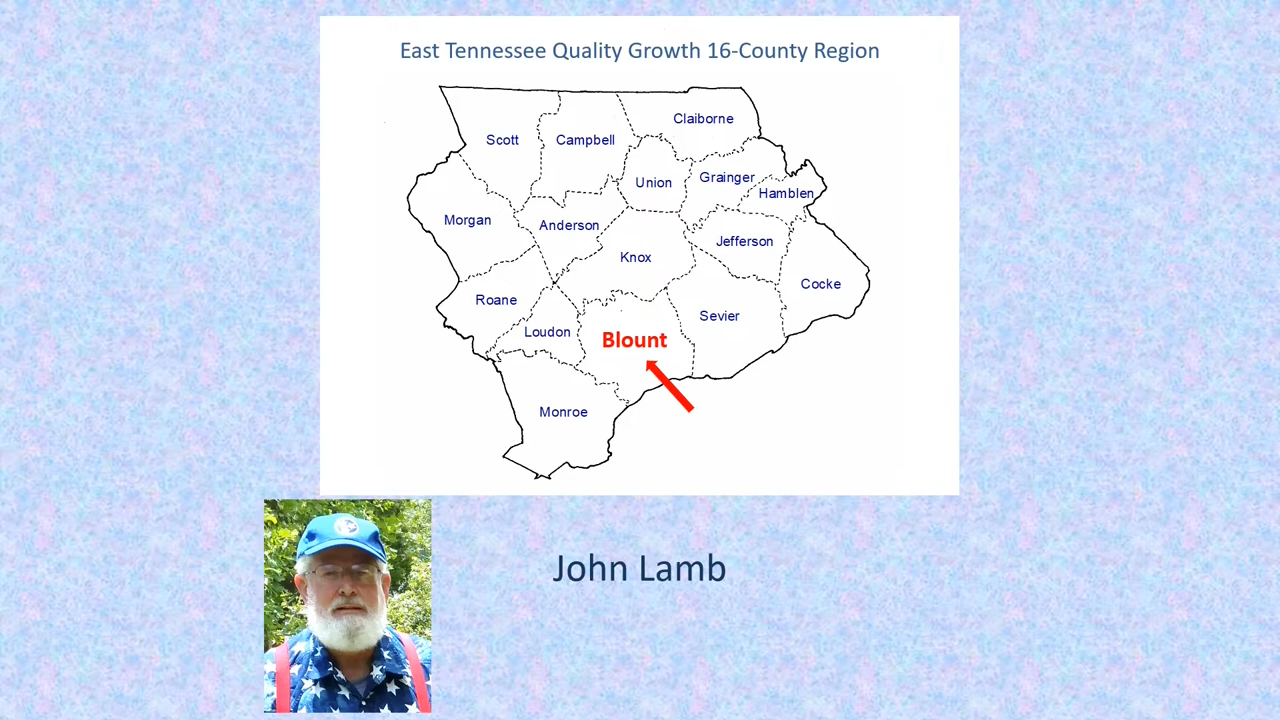 East Tennessee Quality Growth 16-County Region
Claiborne
Scott
Campbell
Union
Grainger
Hamblen
Morgan
Anderson
Jefferson
Knox
Cocke
Roane
Sevier
Loudon
Blount
Monroe
John Lamb